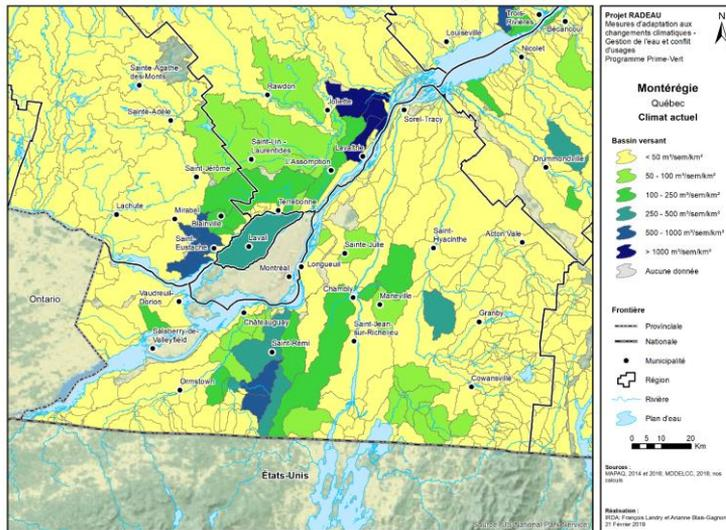 Trois-
Rivières
Bécancour
Louiseville
Nicolet
Sainte-Agathe
des-Monts
Rawdon
Joliette
Sorel-Tracy
Sainte-Adèle
Lavaltrie
Saint-Lin -
Laurentides
Drummondville
L'Assomption
Saint-Jérôme
Lachute
Mirabel
Terrebonne
Blainville
Saint-
Eustache
Laval
Saint-
Hyacinthe
Acton Vale
Sainte-Julie
Longueuil
Montréal
Ontario
Vaudreuil-
Dorion
Chambly
Marieville
Granby
Châteauguay
Salaberry-de-
Valleyfield
Saint-Jean
sur-Richelieu
Saint-Rémi
Ormstown
Cowansville
États-Unis
Source : US National Park Service
Projet RADEAU
Mesures d'adaptation aux
changements climatiques -
Gestion de l'eau et conflit
d'usages
Programme Prime-Vert
N
Montérégie
Québec
Climat actuel
Bassin versant
< 50 m³/sem/km²
50 - 100 m³/sem/km²
100 - 250 m³/sem/km²
250 - 500 m³/sem/km²
500 - 1000 m³/sem/km²
> 1000 m³/sem/km²
Aucune donnée
Frontière
Provinciale
Nationale
Municipalité
Région
Rivière
Plan d'eau
0 5 10 20
Km
Sources :
MAPAQ, 2014 et 2016; MDDELCC, 2018; nos
calculs
Réalisation :
IRDA: François Landry et Arianne Blais-Gagnon
21 Février 2019